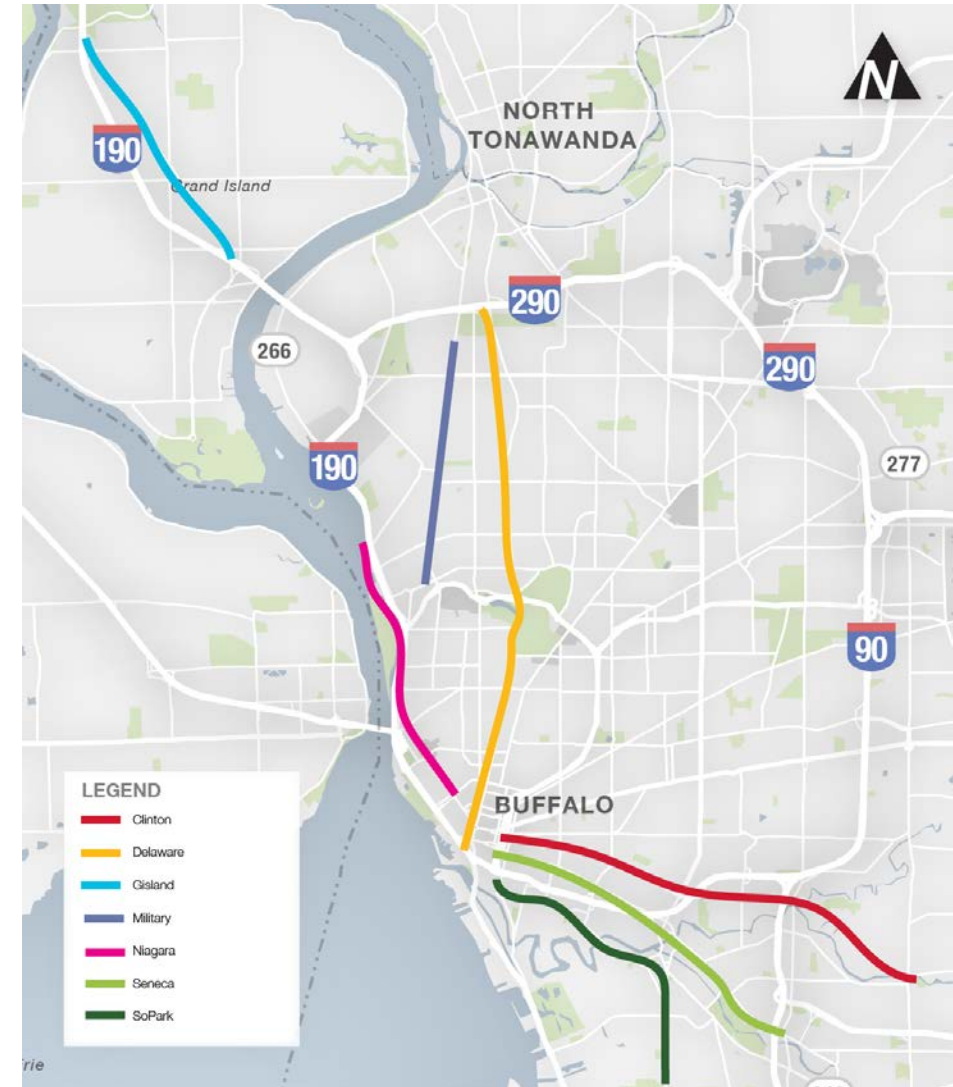 N
NORTH
TONAWANDA
190
Grand Island
290
266
290
190
277
90
BUFFALO
LEGEND
Clinton
Delaware
Gisland
Military
Niagara
Seneca
SoPark
rie